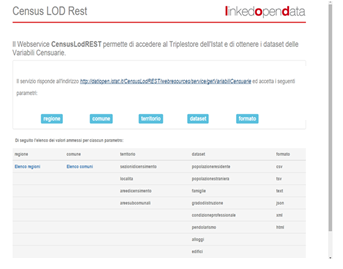 Census LOD Rest
linkedopendata
Il Webservice CensusLodREST permette di accedere al Triplestore dell'Istat e di ottenere i dataset delle
Variabili Censuarie.
Il servizio risponde all'indirizzo http://datiopen.istat.it/CensusLodREST/webresources/service/getVariabiliCensuarie ed accetta i seguenti
parametri:
regione comune territorio dataset formato
Di seguito l'elenco dei valori ammessi per ciascun parametro:
regione comune territorio dataset formato
Elenco regioni Elenco comuni sezionidicensimento popolazioneresidente csv
localita popolazionestraniera tsv
areedicensimento famiglie text
areesubcomunali gradodiistruzione json
condizioneprofessionale xml
pendolarismo html
alloggi
edifici